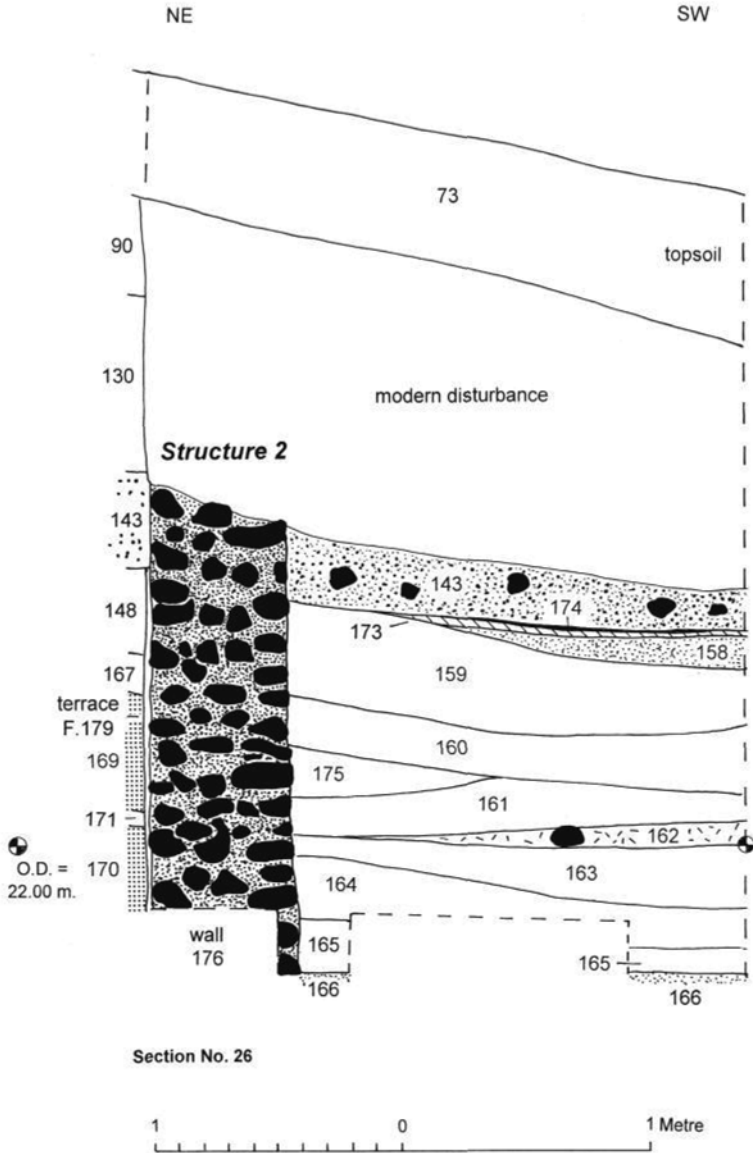 NE SW
73
topsoil
90
130
modern disturbance
Structure 2
143
143
174
148
173
158
159
167
terrace
F.179
160
169
175
161
171
162
O.D. =
22.00 m.
170
163
164
wall
176
165
165
166
166
Section No. 26
1 0 1 Metre